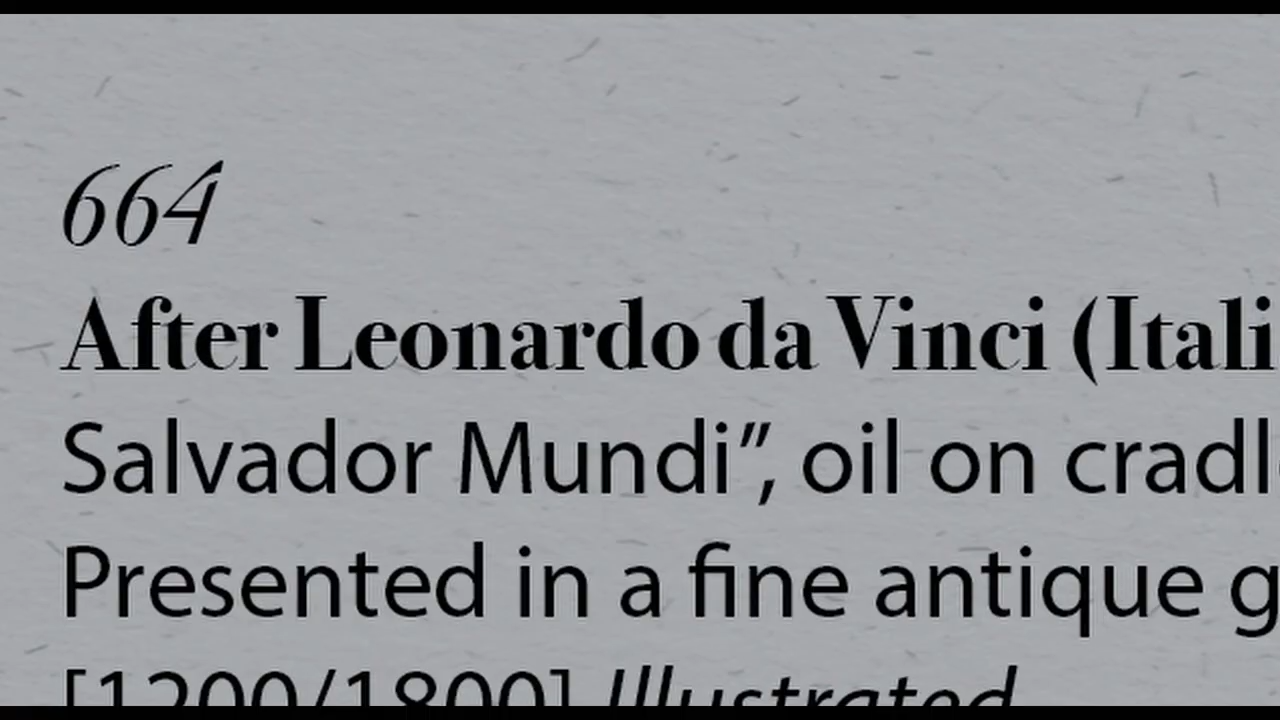 664
After Leonardo da Vinci (Itali
Salvador Mundi”, oil on cradl
Presented in a fine antique g
[1200/1800] Illustrated